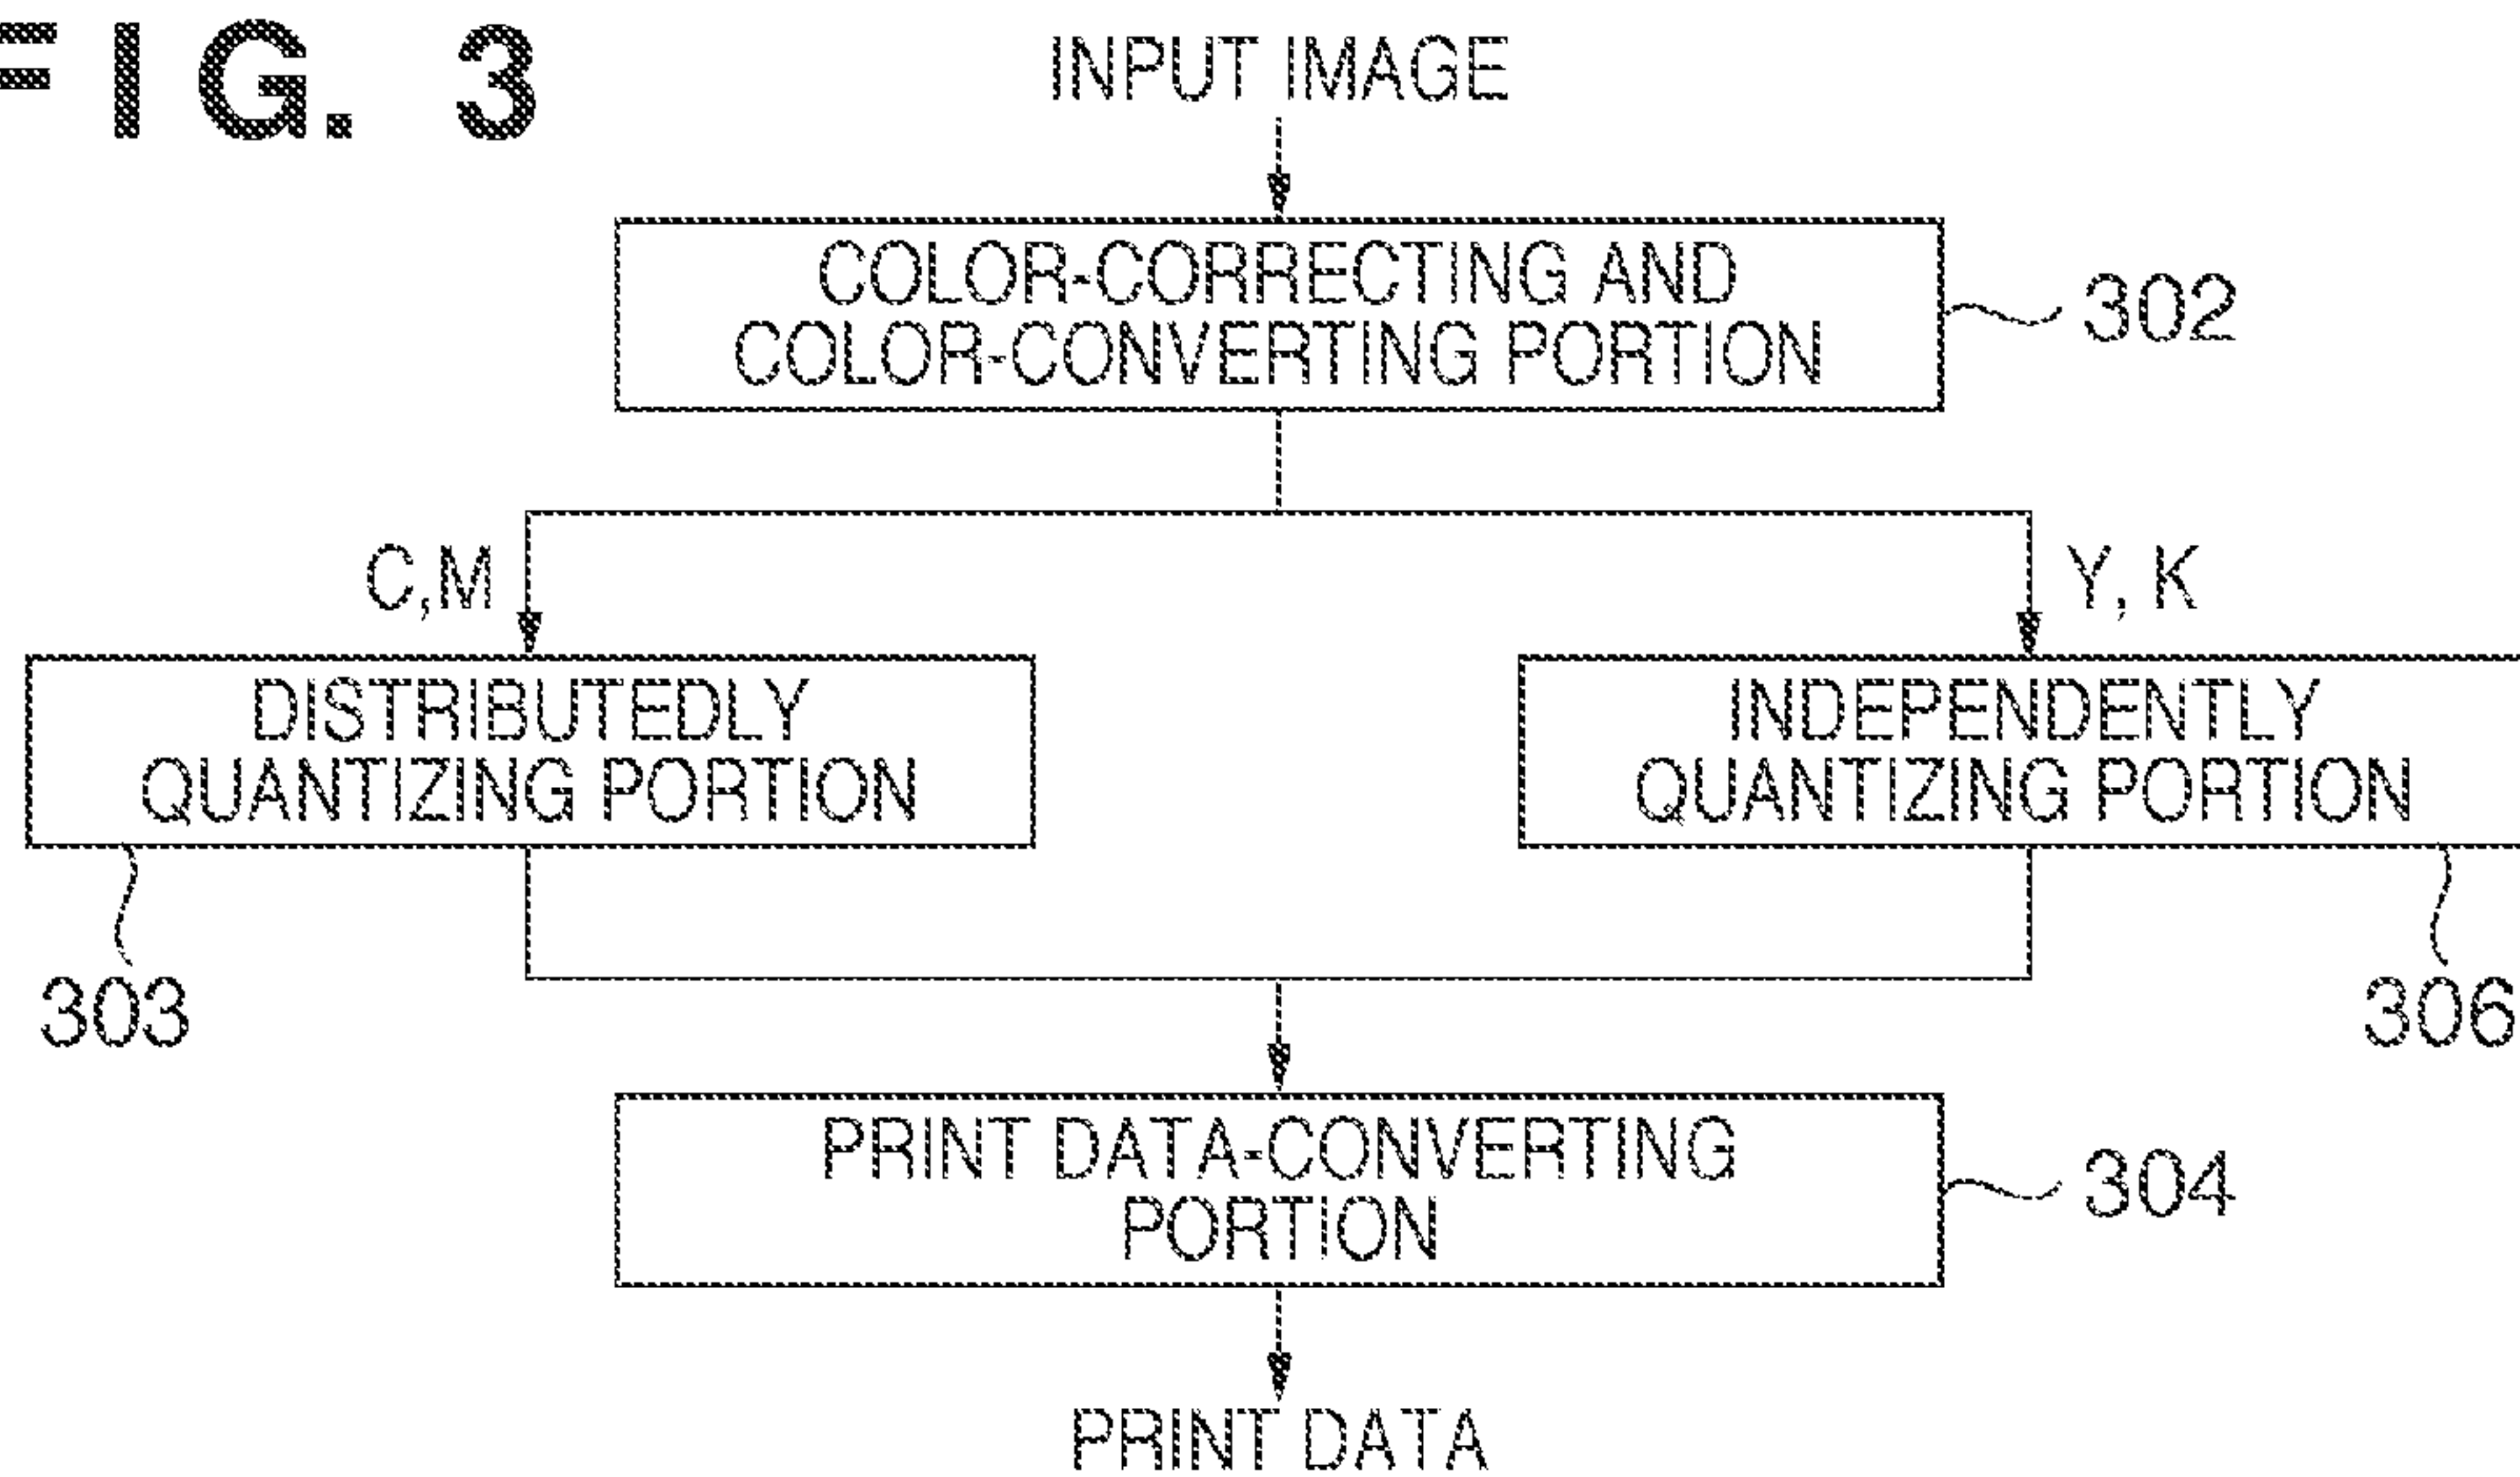 FIG. 3
INPUT IMAGE
COLOR-CORRECTING AND
COLOR-CONVERTING PORTION
302
C,M
Y, K
DISTRIBUTEDLY
QUANTIZING PORTION
INDEPENDENTLY
QUANTIZING PORTION
303
306
PRINT DATA-CONVERTING
PORTION
304
PRINT DATA